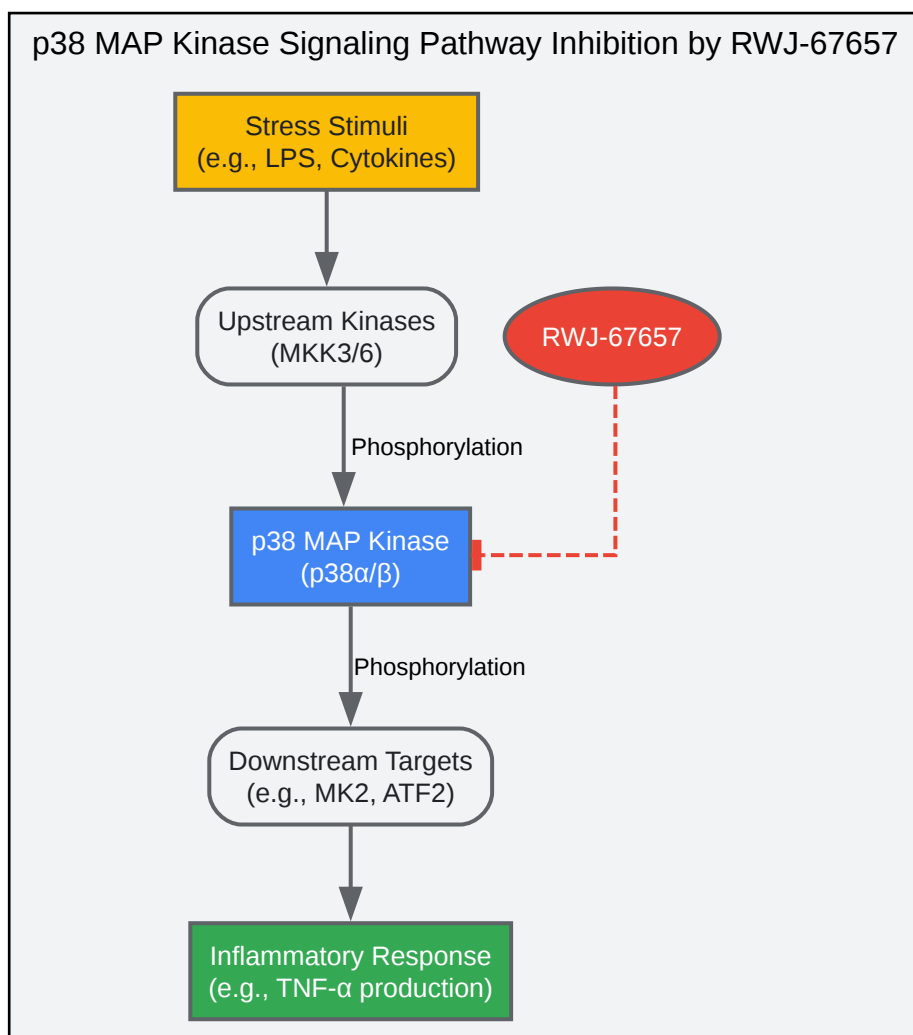 p38 MAP Kinase Signaling Pathway Inhibition by RWJ-67657
Stress Stimuli
(e.g., LPS, Cytokines)
Upstream Kinases
(MKK3/6)
RWJ-67657
Phosphorylation
p38 MAP Kinase
(p38α/β)
Phosphorylation
Downstream Targets
(e.g., MK2, ATF2)
Inflammatory Response
(e.g., TNF-α production)